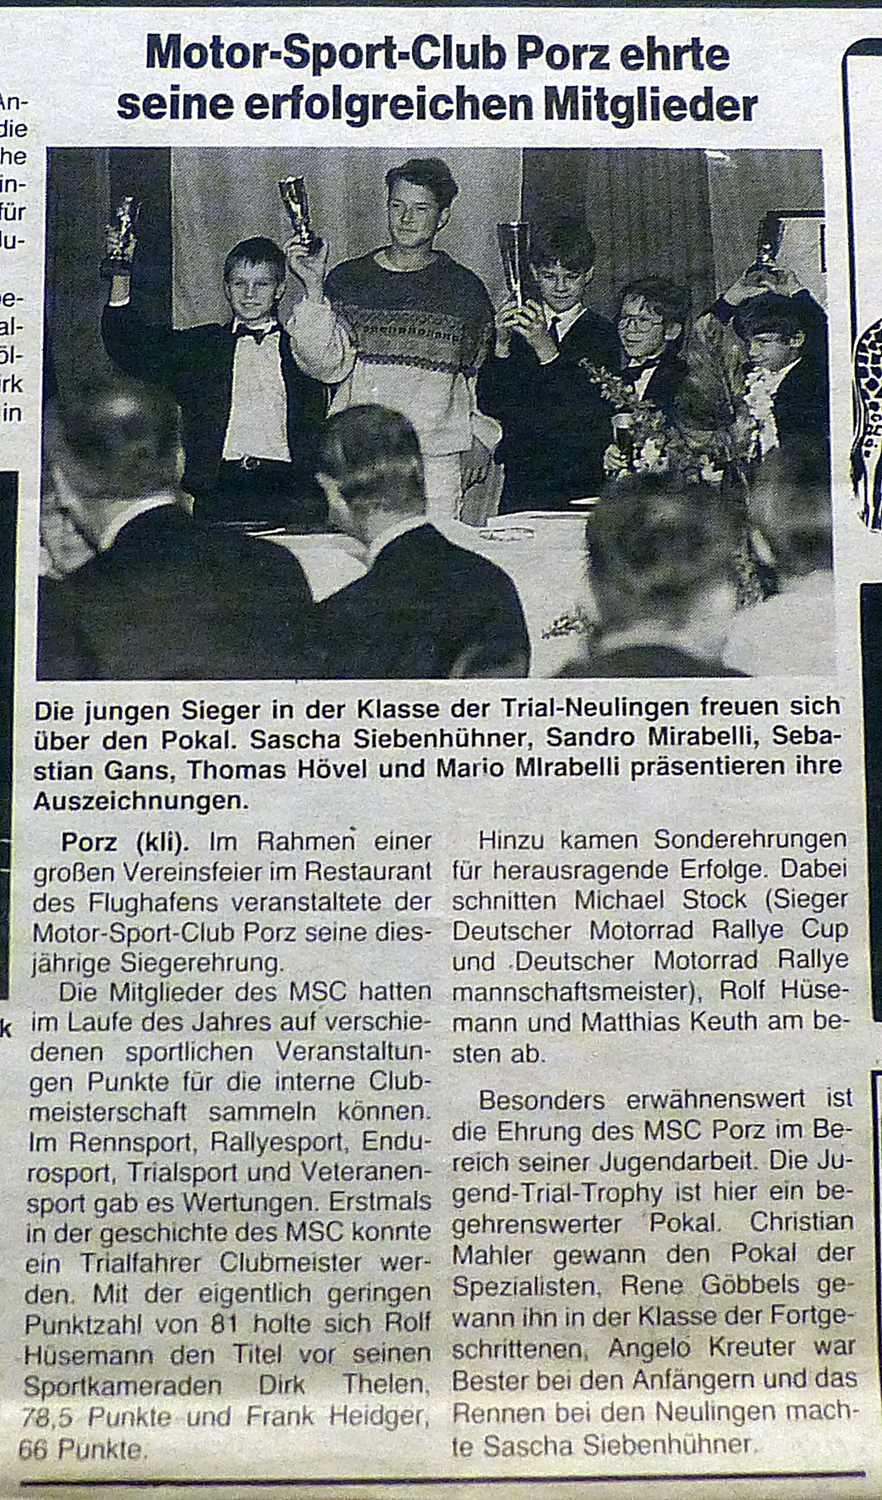 Motor-Sport-Club Porz ehrte
seine erfolgreichen Mitglieder
An-
die
he
in-
für
Ju-
e-
al-
öl-
irk
in
Die jungen Sieger in der Klasse der Trial-Neulingen freuen sich
über den Pokal. Sascha Siebenhühner, Sandro Mirabelli, Seba-
stian Gans, Thomas Hövel und Mario MIrabelli präsentieren ihre
Auszeichnungen.
Porz (kli). Im Rahmen einer
großen Vereinsfeier im Restaurant
des Flughafens veranstaltete der
Motor-Sport-Club Porz seine dies-
jährige Siegerehrung.
Die Mitglieder des MSC hatten
k
im Laufe des Jahres auf verschie-
denen sportlichen Veranstaltun-
gen Punkte für die interne Club-
meisterschaft sammeln können.
Im Rennsport, Rallyesport, Endu-
rosport, Trialsport und Veteranen-
sport gab es Wertungen. Erstmals
in der geschichte des MSC konnte
ein Trialfahrer Clubmeister wer-
den. Mit der eigentlich geringen
Punktzahl von 81 holte sich Rolf
Hüsemann den Titel vor seinen
Sportkameraden Dirk Thelen,
78,5 Punkte und Frank Heidger,
66 Punkte.
Hinzu kamen Sonderehrungen
für herausragende Erfolge. Dabei
schnitten Michael Stock (Sieger
Deutscher Motorrad Rallye Cup
und Deutscher Motorrad Rallye
mannschaftsmeister), Rolf Hüse-
mann und Matthias Keuth am be-
sten ab.
Besonders erwähnenswert ist
die Ehrung des MSC Porz im Be-
reich seiner Jugendarbeit. Die Ju-
gend-Trial-Trophy ist hier ein be-
gehrenswerter Pokal. Christian
Mahler gewann den Pokal der
Spezialisten, Rene Göbbels ge-
wann ihn in der Klasse der Fortge-
schrittenen, Angelo Kreuter war
Bester bei den Anfängern und das
Rennen bei den Neulingen mach-
te Sascha Siebenhühner.